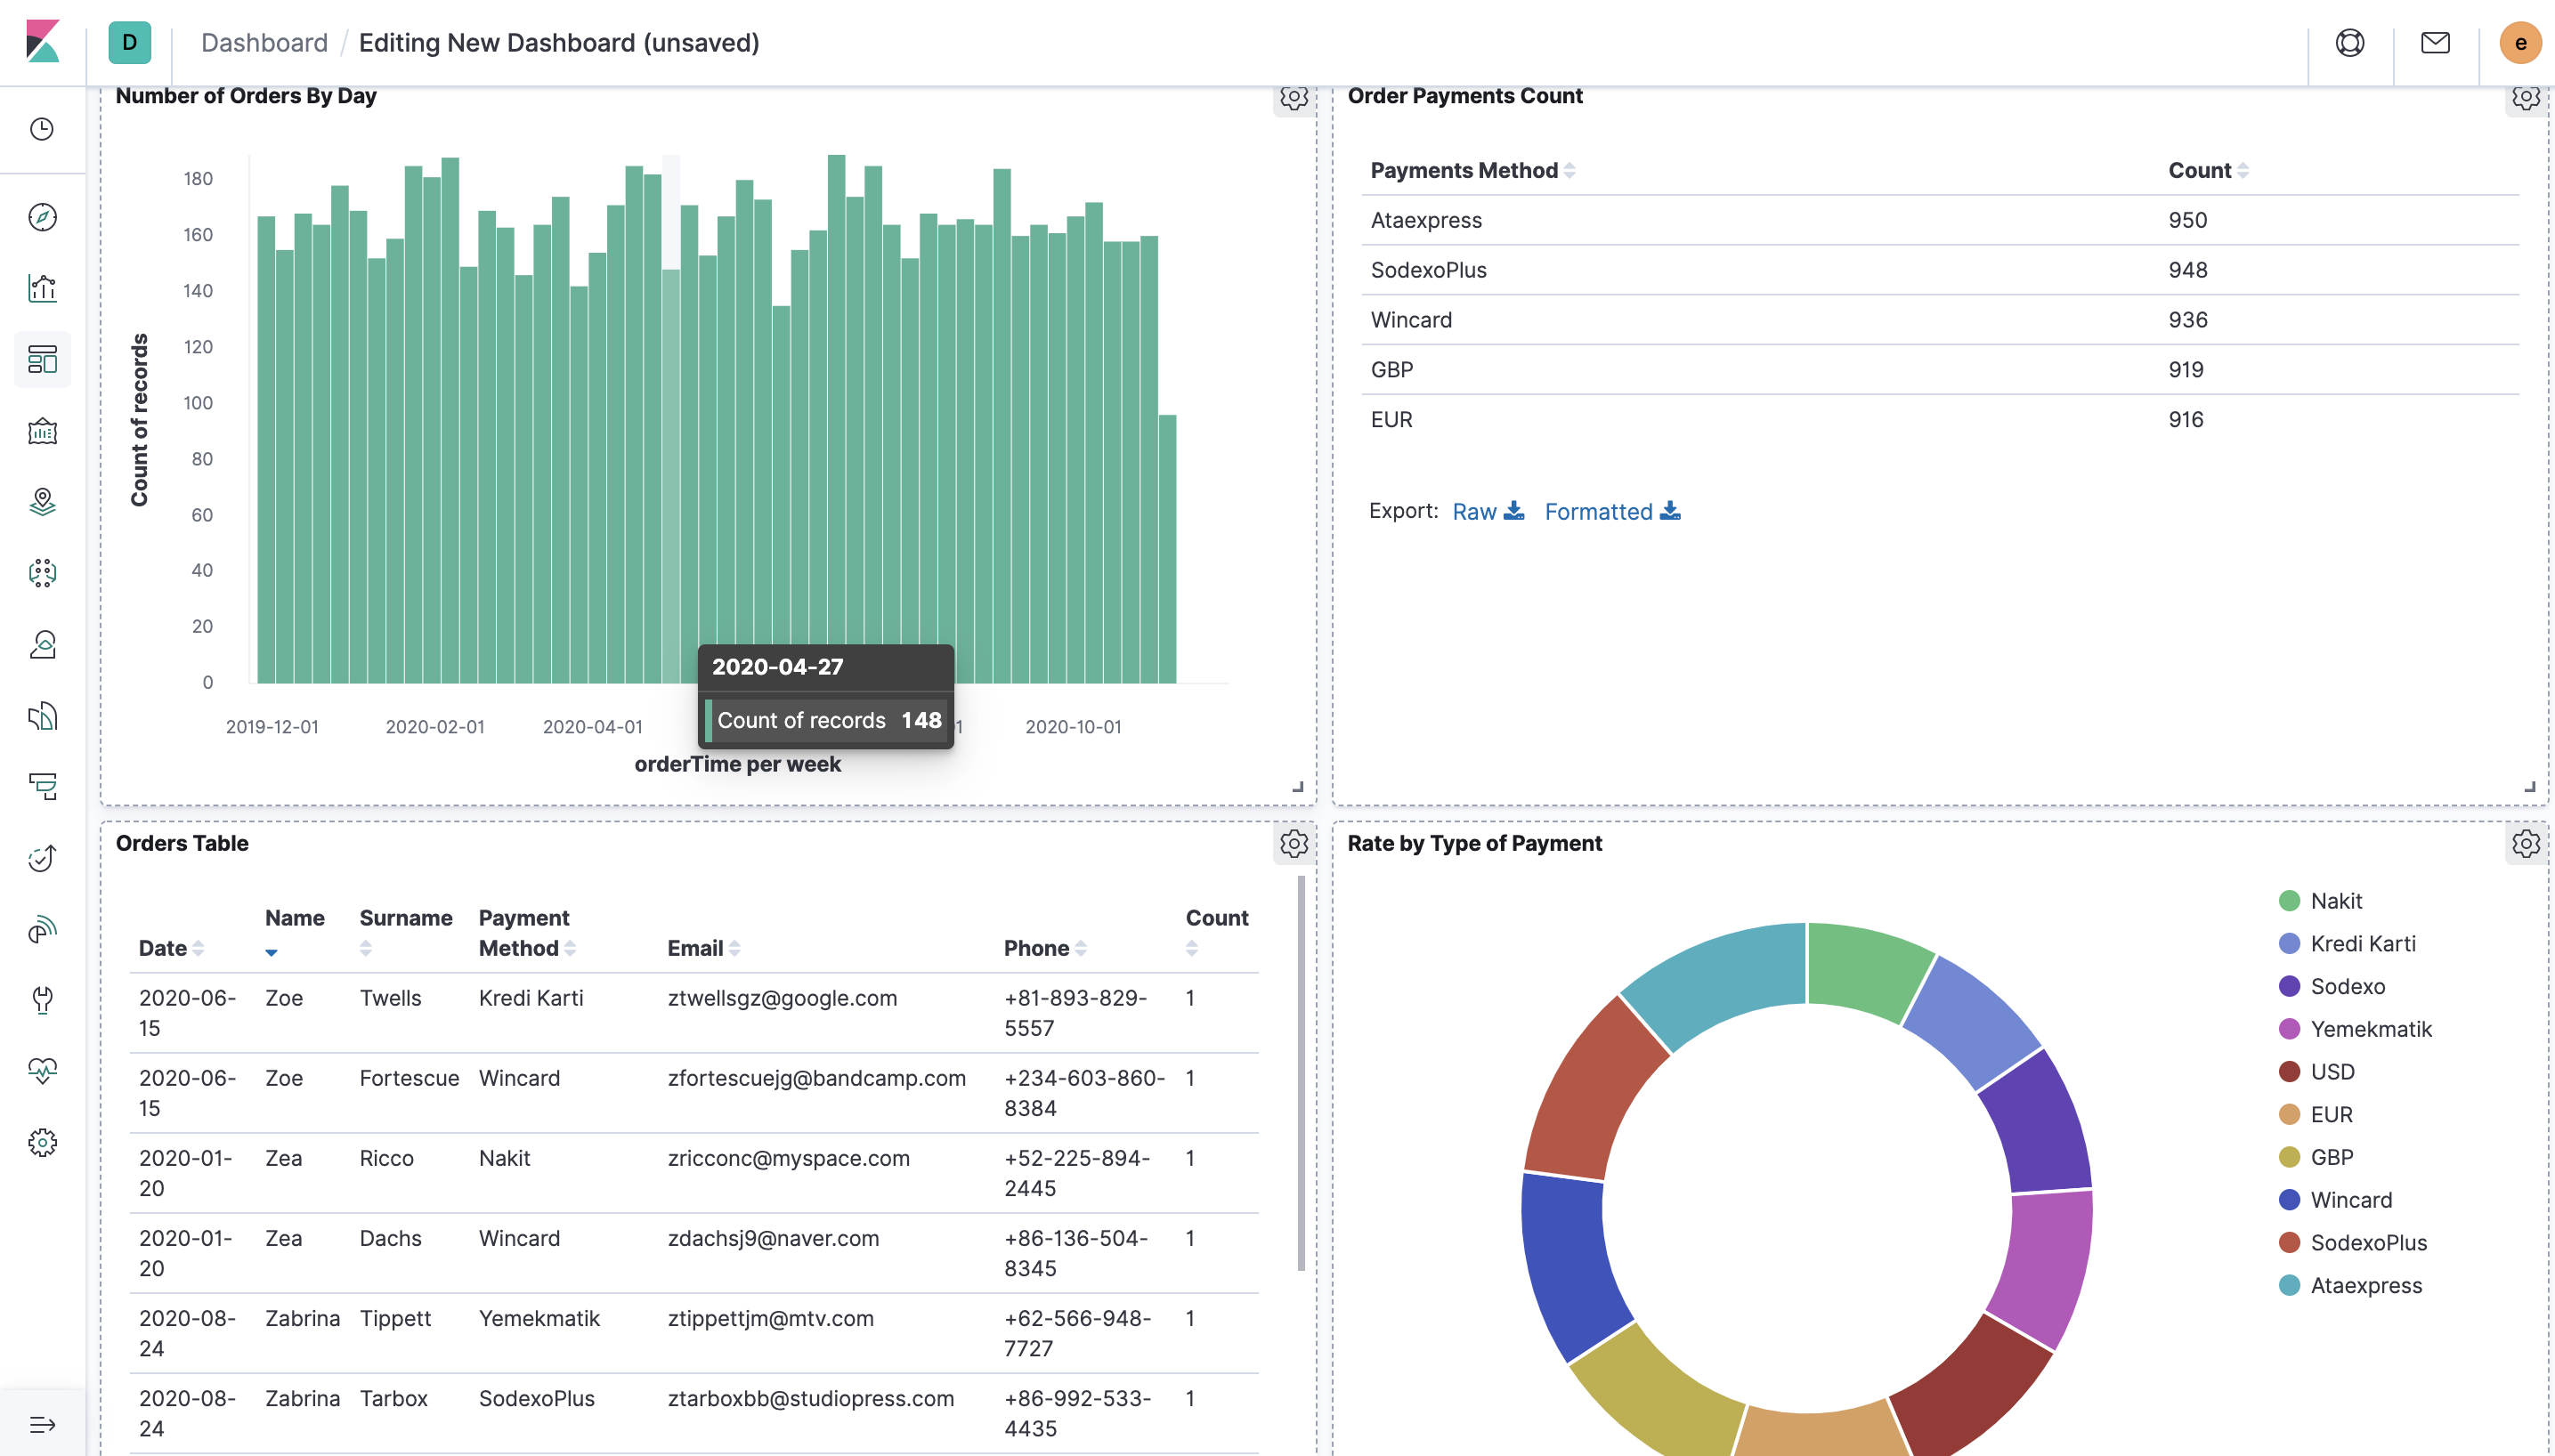 D
Dashboard / Editing New Dashboard (unsaved)
e
Number of Orders By Day
180
160
140
120
100
80
60
40
20
0
Count of records
2020-04-27
Count of records 148
2019-12-01 2020-02-01 2020-04-01 2020-10-01
orderTime per week
Order Payments Count
Payments Method Count
Ataexpress 950
SodexoPlus 948
Wincard 936
GBP 919
EUR 916
Export: Raw Formatted
Orders Table
Name Surname Payment Count
Date Method Email Phone
2020-06- Zoe Twells Kredi Karti ztwellsgz@google.com +81-893-829- 1
15 5557
2020-06- Zoe Fortescue Wincard zfortescuejg@bandcamp.com +234-603-860- 1
15 8384
2020-01- Zea Ricco Nakit zricconc@myspace.com +52-225-894- 1
20 2445
2020-01- Zea Dachs Wincard zdachsj9@naver.com +86-136-504- 1
20 8345
2020-08- Zabrina Tippett Yemekmatik ztippettjm@mtv.com +62-566-948- 1
24 7727
2020-08- Zabrina Tarbox SodexoPlus ztarboxbb@studiopress.com +86-992-533- 1
24 4435
Rate by Type of Payment
Nakit
Kredi Karti
Sodexo
Yemekmatik
USD
EUR
GBP
Wincard
SodexoPlus
Ataexpress